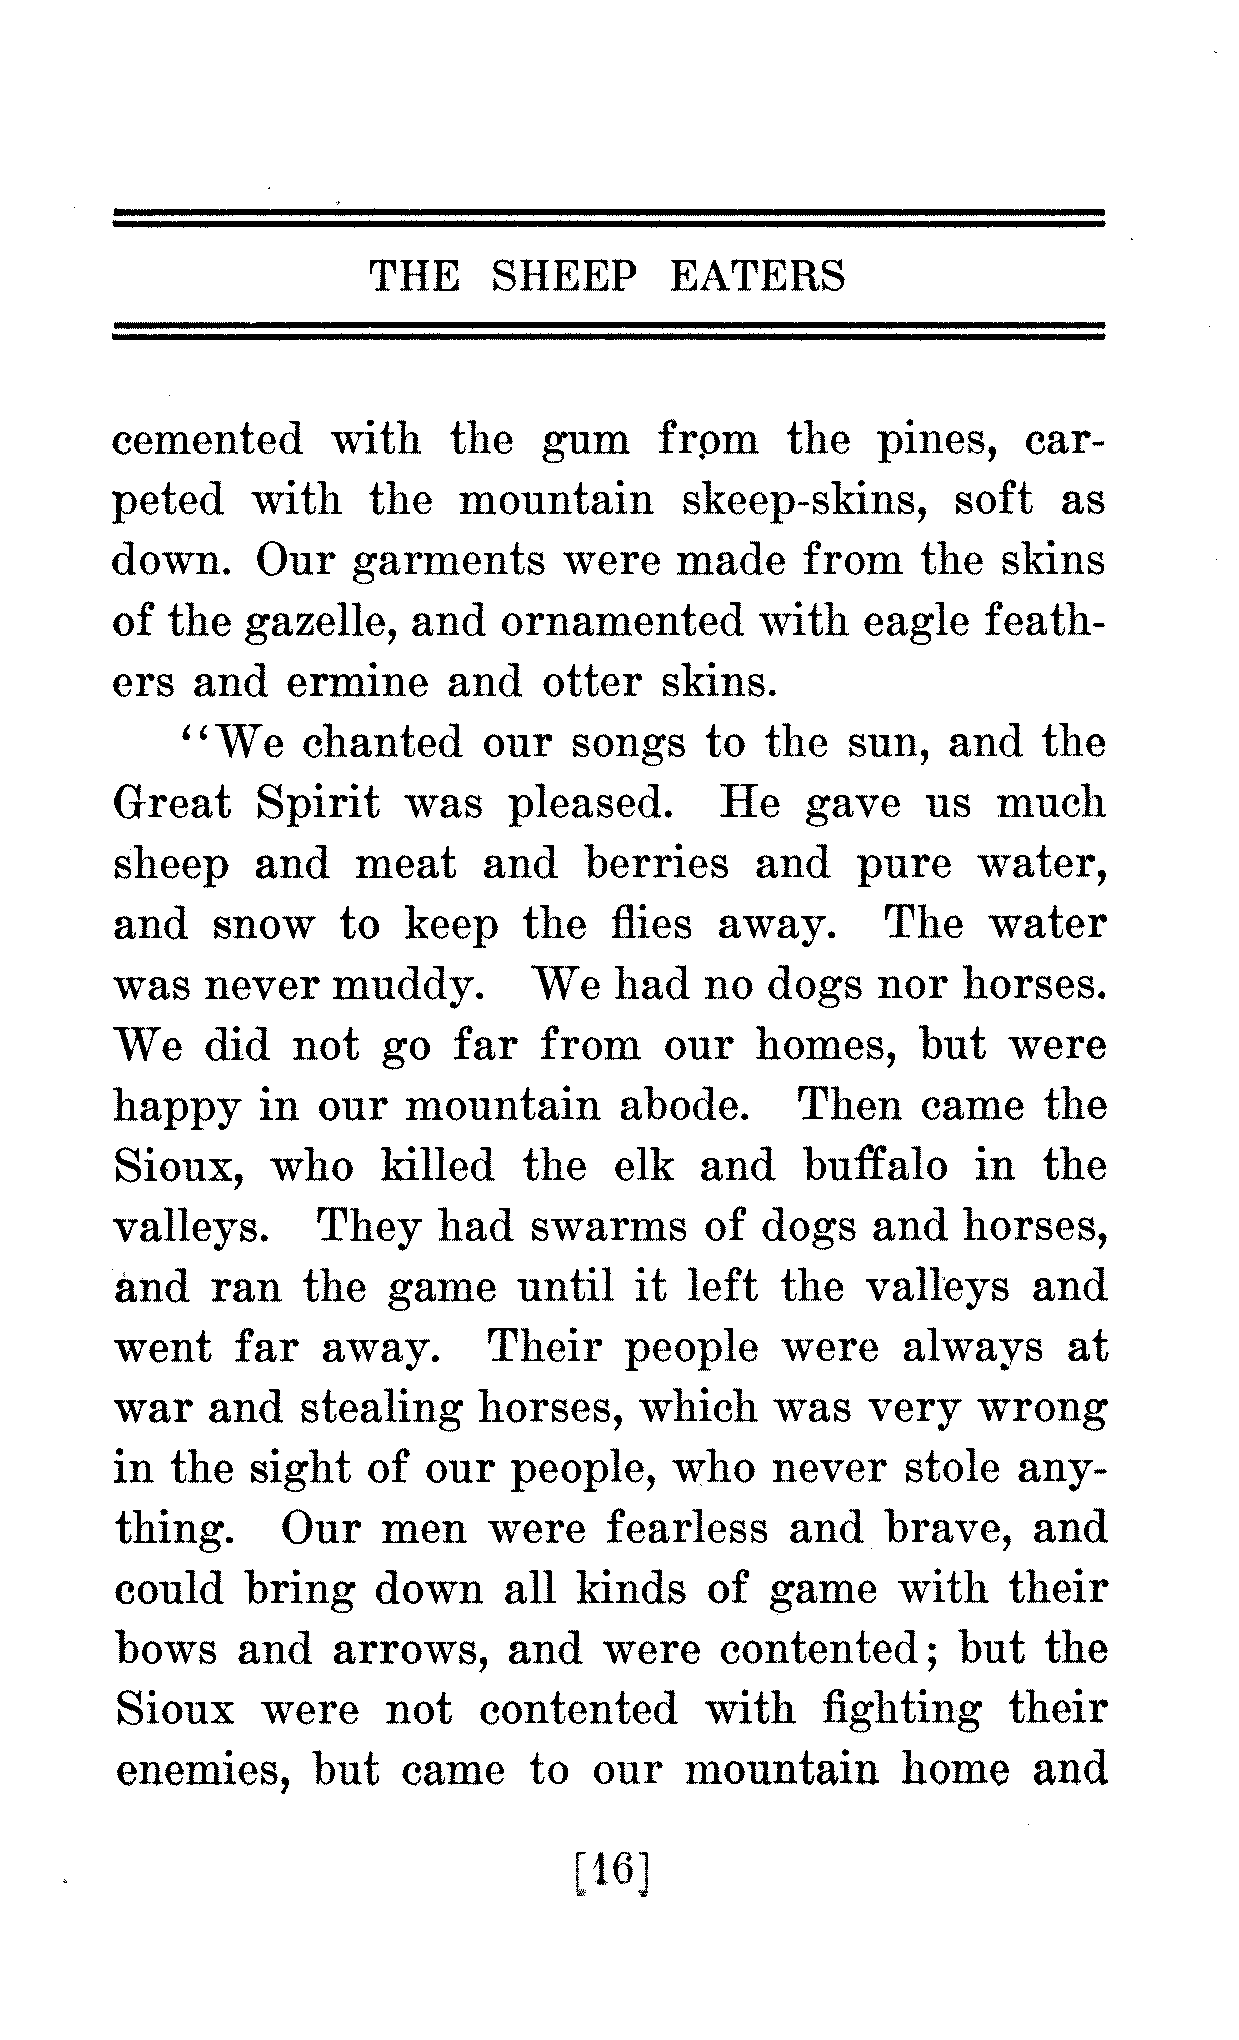 THE SHEEP EATERS
cemented with the gum from the pines, car-
peted with the mountain skeep-skins, soft as
down. Our garments were made from the skins
of the gazelle, and ornamented with eagle feath-
ers and ermine and otter skins.
"We chanted our songs to the sun, and the
Great Spirit was pleased. He gave us much
sheep and meat and berries and pure water,
and snow to keep the flies away. The water
was never muddy. We had no dogs nor horses.
We did not go far from our homes, but were
happy in our mountain abode. Then came the
Sioux, who killed the elk and buffalo in the
valleys. They had swarms of dogs and horses,
and ran the game until it left the valleys and
went far away. Their people were always at
war and stealing horses, which was very wrong
in the sight of our people, who never stole any-
thing. Our men were fearless and brave, and
could bring down all kinds of game with their
bows and arrows, and were contented; but the
Sioux were not contented with fighting their
enemies, but came to our mountain home and
[16]